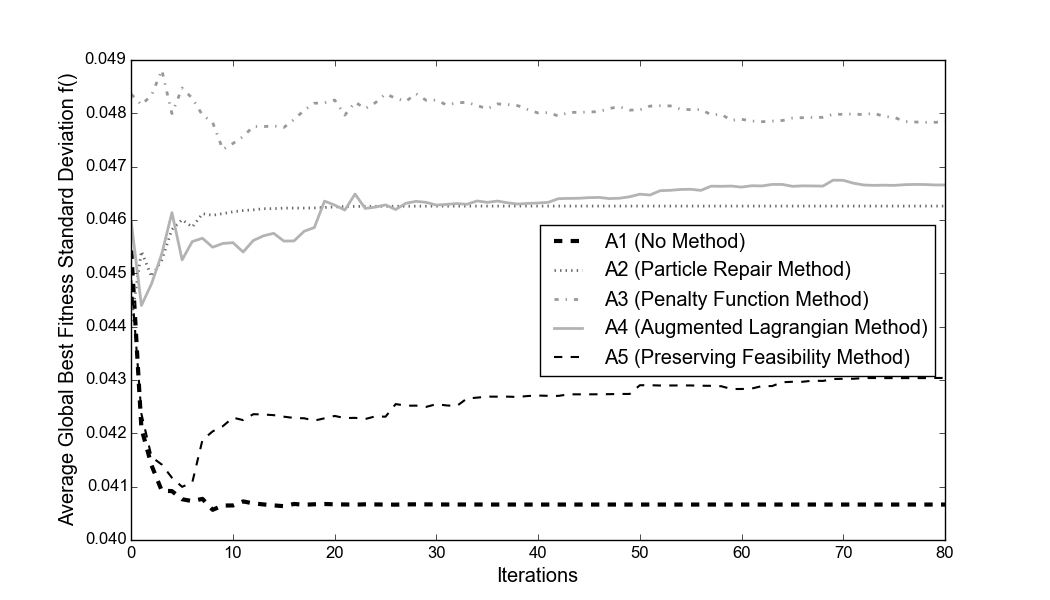 Average Global Best Fitness Standard Deviation f()
0.049
0.048
0.047
0.046
0.045
0.044
0.043
0.042
0.041
0.040
A1 (No Method)
A2 (Particle Repair Method)
A3 (Penalty Function Method)
A4 (Augmented Lagrangian Method)
A5 (Preserving Feasibility Method)
0 10 20 30 40 50 60 70 80
Iterations